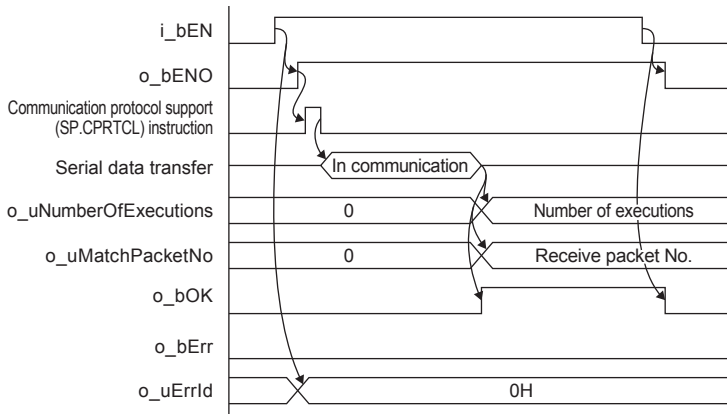 i_bEN
o_bENO
Communication protocol support
(SP.CPRTCL) instruction
Serial data transfer
In communication
o_uNumberOfExecutions
0
Number of executions
o_uMatchPacketNo
0
Receive packet No.
o_bOK
o_bErr
o_uErrId
0H